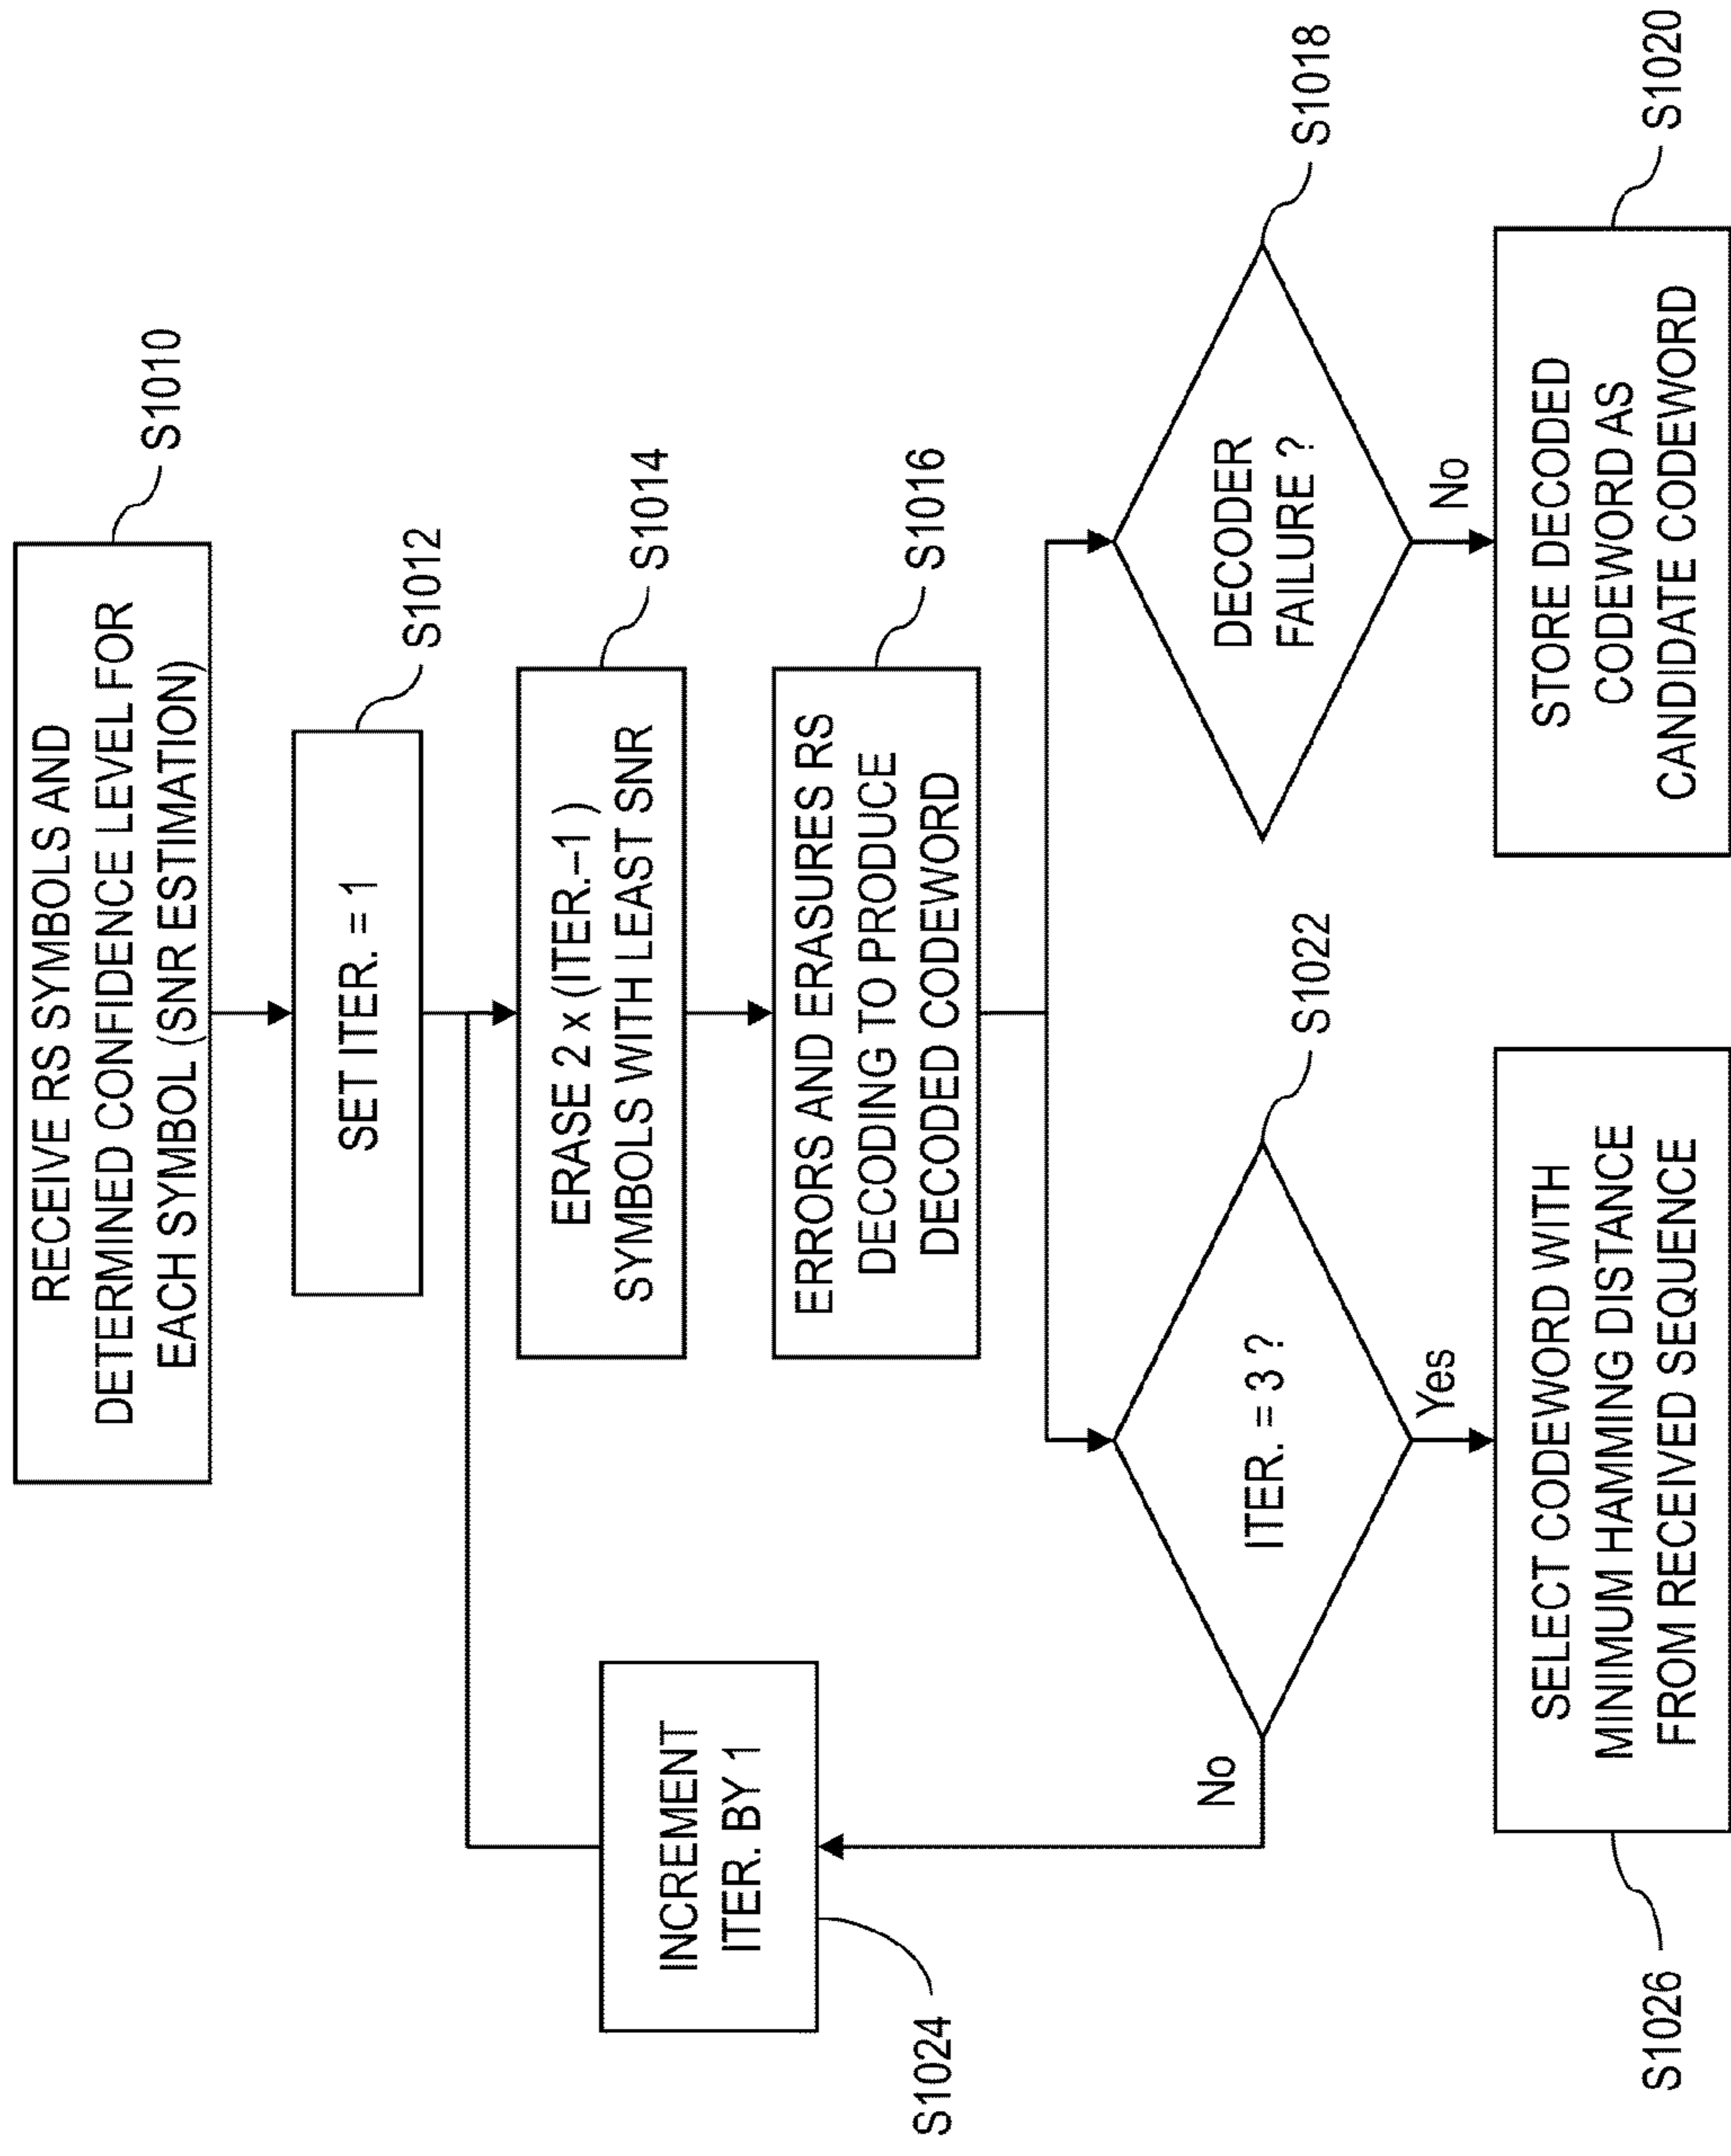 RECEIVE RS SYMBOLS AND
DETERMINED CONFIDENCE LEVEL FOR
EACH SYMBOL (SNR ESTIMATION)
S1010
SET ITER. = 1
S1012
ERASE 2 x (ITER.–1 )
SYMBOLS WITH LEAST SNR
S1014
ERRORS AND ERASURES RS
DECODING TO PRODUCE
DECODED CODEWORD
S1016
INCREMENT
ITER. BY 1
S1024
ITER. = 3 ?
S1022
No
Yes
DECODER
FAILURE ?
S1018
No
SELECT CODEWORD WITH
MINIMUM HAMMING DISTANCE
FROM RECEIVED SEQUENCE
S1026
STORE DECODED
CODEWORD AS
CANDIDATE CODEWORD
S1020